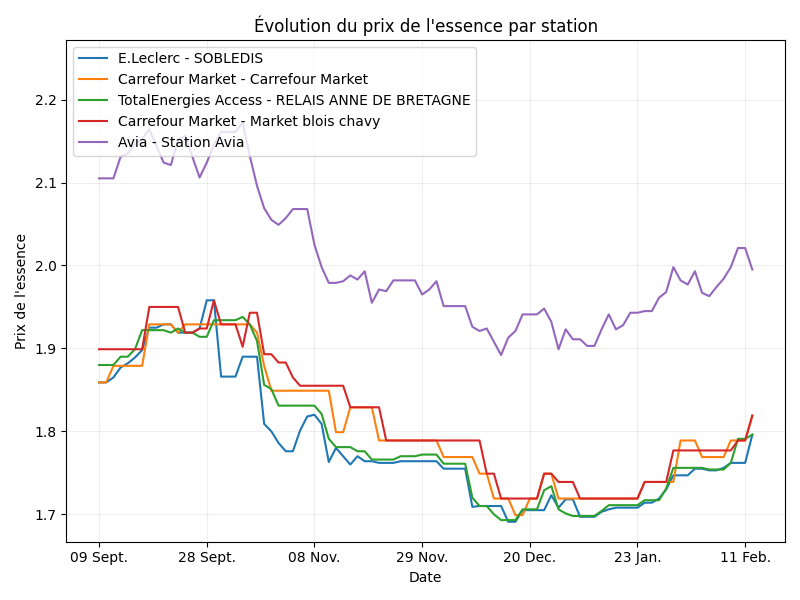 Évolution du prix de l'essence par station
E.Leclerc - SOBLEDIS
Carrefour Market - Carrefour Market
TotalEnergies Access - RELAIS ANNE DE BRETAGNE
Carrefour Market - Market blois chavy
Avia - Station Avia
Prix de l'essence
2.2
2.1
2.0
1.9
1.8
1.7
09 Sept.
28 Sept.
08 Nov.
29 Nov.
20 Dec.
23 Jan.
11 Feb.
Date